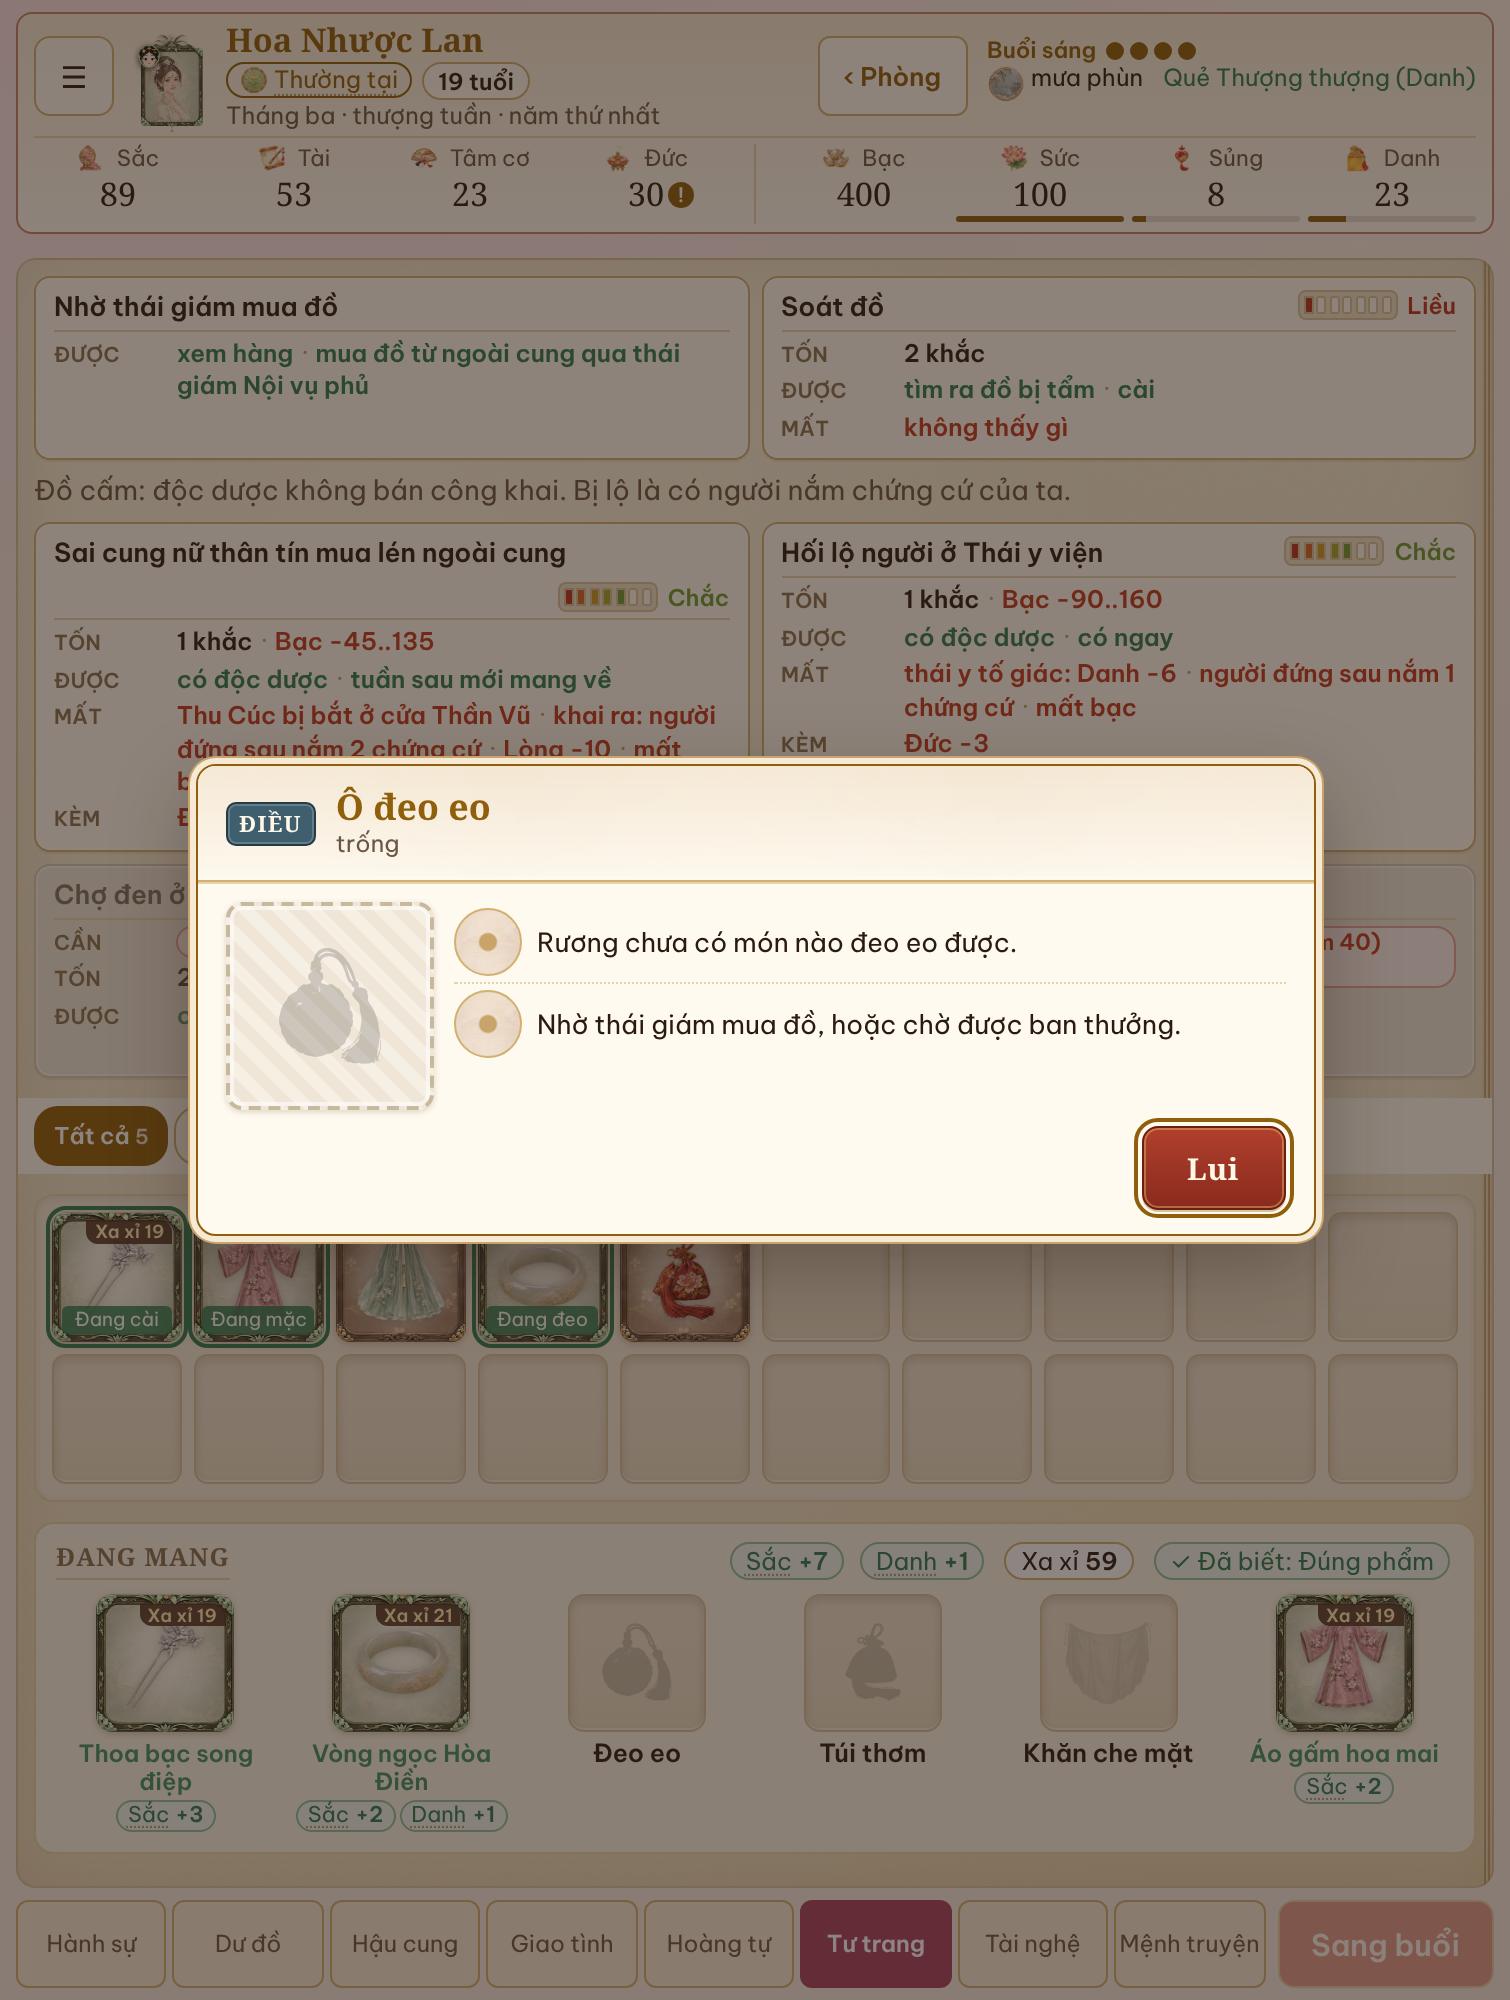 ☰
Hoa Nhược Lan
Thường tại
19 tuổi
Tháng ba · thượng tuần · năm thứ nhất
‹ Phòng
Buổi sáng
mưa phùn Quẻ Thượng thượng (Danh)
Sắc Tài Tâm cơ Đức Bạc Sức Sủng Danh
89 53 23 30 ! 400 100 8 23
Nhờ thái giám mua đồ
ĐƯỢC xem hàng · mua đồ từ ngoài cung qua thái
giám Nội vụ phủ
Soát đồ Liều
TỐN 2 khắc
ĐƯỢC tìm ra đồ bị tẩm · cài
MẤT không thấy gì
Đồ cấm: độc dược không bán công khai. Bị lộ là có người nắm chứng cứ của ta.
Sai cung nữ thân tín mua lén ngoài cung
Chắc
TỐN 1 khắc · Bạc -45..135
ĐƯỢC có độc dược · tuần sau mới mang về
MẤT Thu Cúc bị bắt ở cửa Thần Vũ · khai ra: người
đứng sau nắm 2 chứng cứ · Lòng -10 · mất
KÈM
Hối lộ người ở Thái y viện Chắc
TỐN 1 khắc · Bạc -90..160
ĐƯỢC có độc dược · có ngay
MẤT thái y tố giác: Danh -6 · người đứng sau nắm 1
chứng cứ · mất bạc
KÈM Đức -3
ĐIỀU
Ô đeo eo
trống
Rương chưa có món nào đeo eo được.
Nhờ thái giám mua đồ, hoặc chờ được ban thưởng.
Lui
Chợ đen ở
CẦN
40)
TỐN 2
ĐƯỢC
Tất cả 5
Xa xỉ 19
Đang cài
Đang mặc
Đang đeo
ĐANG MANG
Sắc +7
Danh +1
Xa xỉ 59
✓ Đã biết: Đúng phẩm
Xa xỉ 19
Xa xỉ 21
Xa xỉ 19
Thoa bạc song
điệp
Sắc +3
Vòng ngọc Hòa
Điền
Sắc +2 Danh +1
Đeo eo
Túi thơm
Khăn che mặt
Áo gấm hoa mai
Sắc +2
Hành sự
Dư đồ
Hậu cung
Giao tình
Hoàng tự
Tư trang
Tài nghệ
Mệnh truyện
Sang buổi